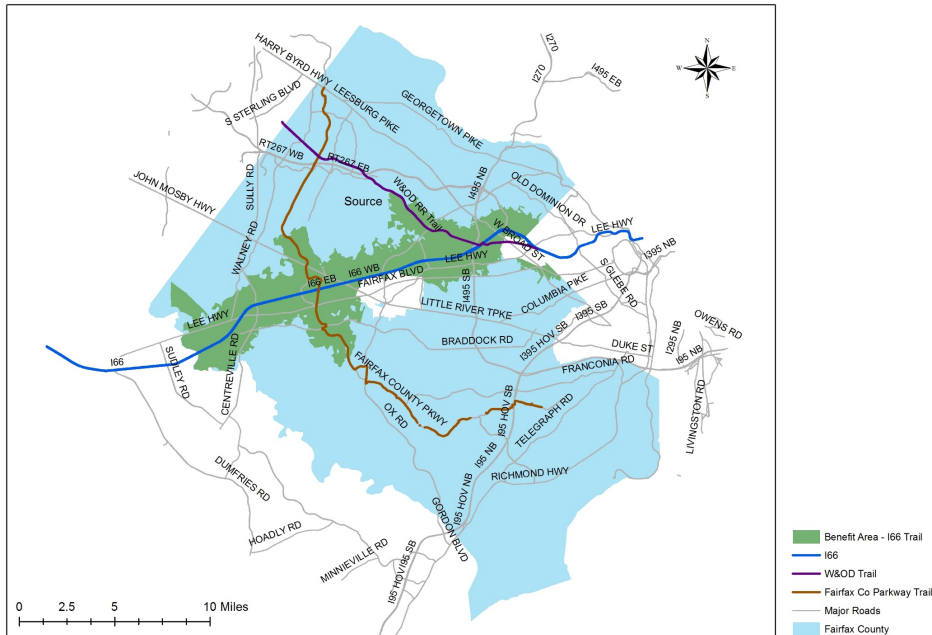 N
W E
S
HARRY BYRD HWY
LEESBURG PIKE
S STERLING BLVD
GEORGETOWN PIKE
I270
I270
I495 EB
RT267 WB
RT267 EB
SULLY RD
JOHN MOSBY HWY
W&OD RR Trail
Source
I495 NB
OLD DOMINION DR
W BROAD ST
LEE HWY
I395 NB
WALNEY RD
I66 WB
I66 EB
FAIRFAX BLVD
LEE HWY
I495 SB
S GLEBE RD
COLUMBIA PIKE
LEE HWY
LITTLE RIVER TPKE
I395 SB
BRADDOCK RD
I395 HOV SB
DUKE ST
OWENS RD
I295 NB
I95 NB
FRANCONIA RD
I66
SUDLEY RD
CENTREVILLE RD
FAIRFAX COUNTY PKWY
OX RD
I95 HOV SB
TELEGRAPH RD
LIVINGSTON RD
I95 NB
RICHMOND HWY
DUMFRIES RD
I95 HOV NB
GORDON BLVD
HOADLY RD
MINNIEVILLE RD
I95 HOV
I95 SB
0 2.5 5 10 Miles
Benefit Area - I66 Trail
I66
W&OD Trail
Fairfax Co Parkway Trail
Major Roads
Fairfax County